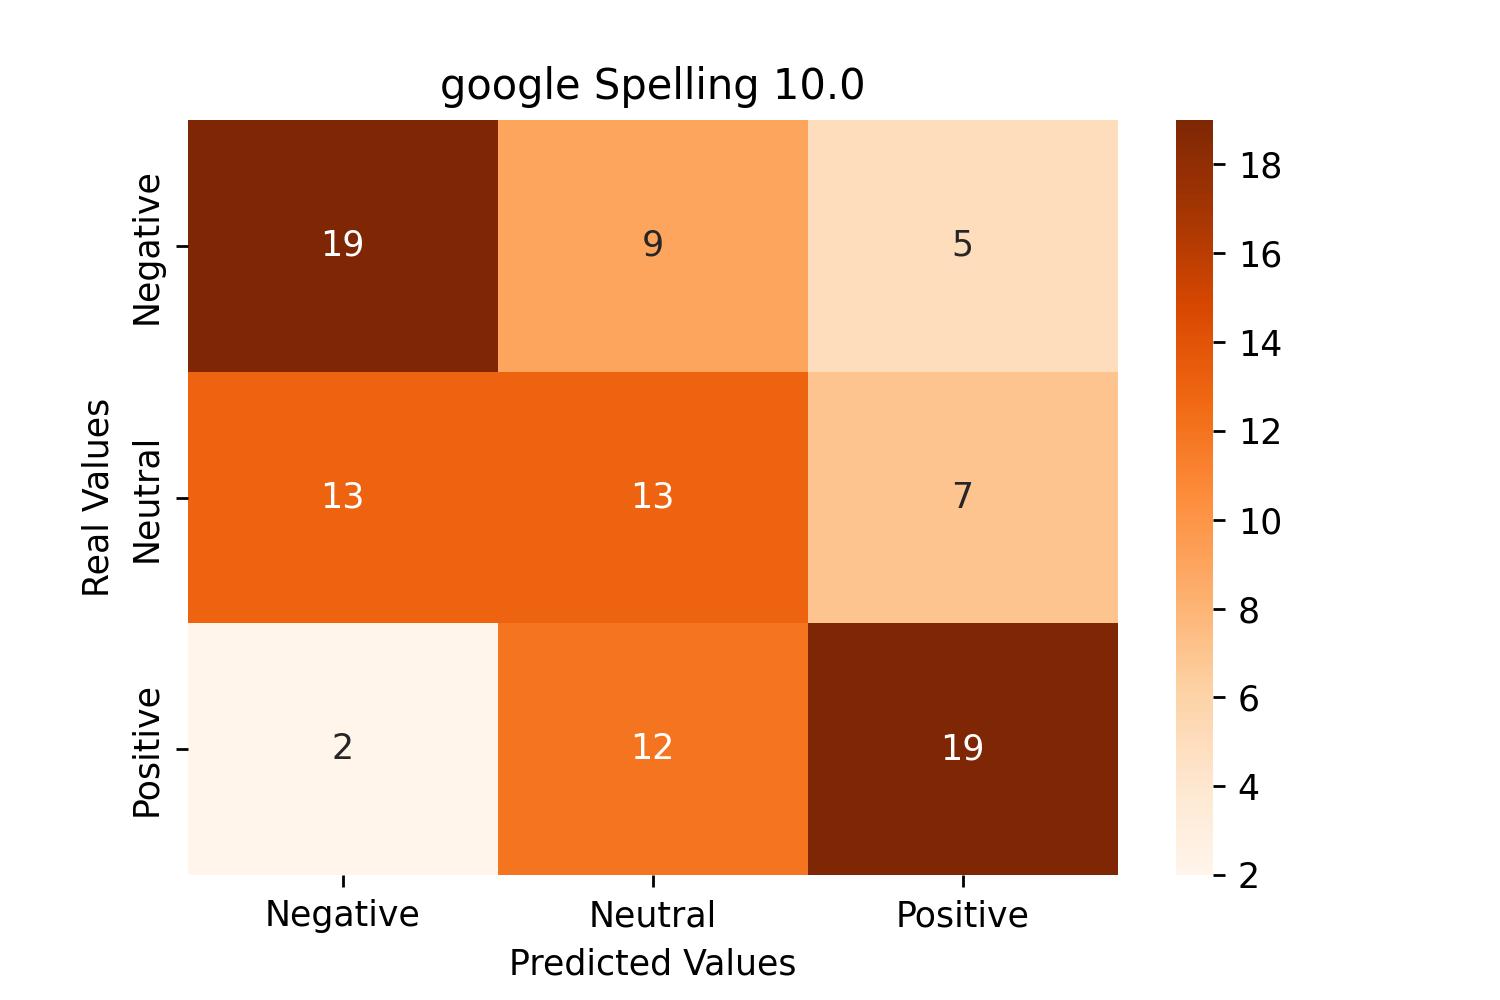 google Spelling 10.0
Real Values
Negative
19 9 5
Neutral
13 13 7
Positive
2 12 19
Negative Neutral Positive
Predicted Values
18
16
14
12
10
8
6
4
2